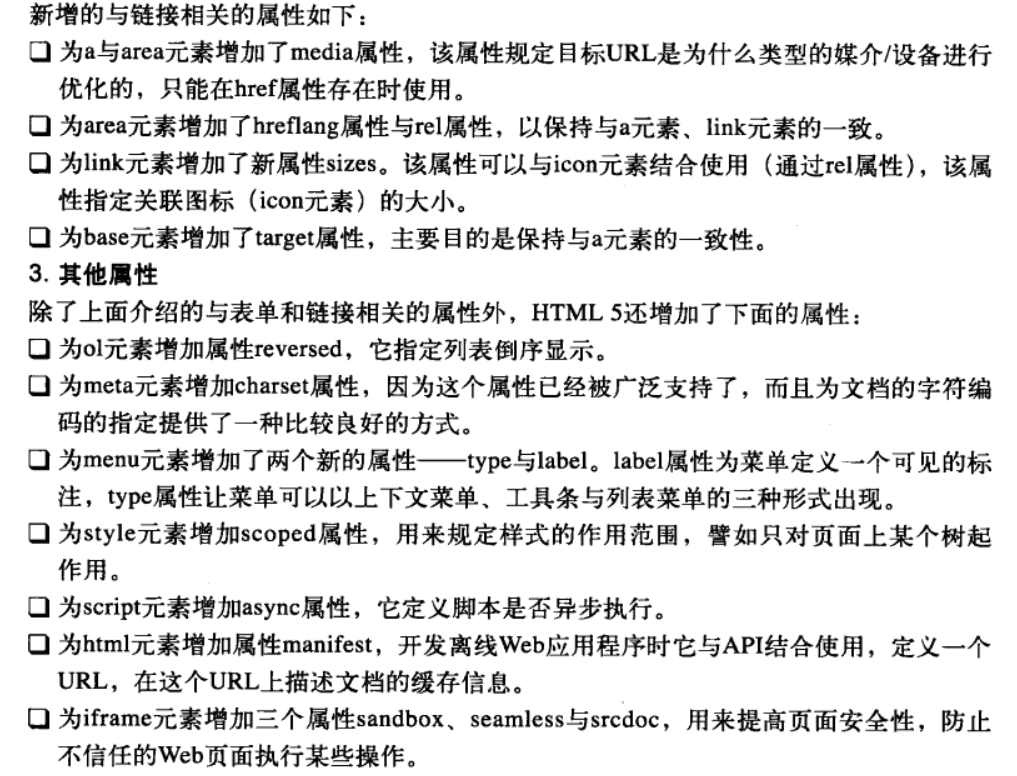 新增的与链接相关的属性如下：
❑ 为a与area元素增加了media属性，该属性规定目标URL是为什么类型的媒介/设备进行
优化的，只能在href属性存在时使用。
❑ 为area元素增加了hreflang属性与rel属性，以保持与a元素、link元素的一致。
❑ 为link元素增加了新属性sizes。该属性可以与icon元素结合使用（通过rel属性），该属
性指定关联图标（icon元素）的大小。
❑ 为base元素增加了target属性，主要目的是保持与a元素的一致性。
3. 其他属性
除了上面介绍的与表单和链接相关的属性外，HTML 5还增加了下面的属性：
❑ 为ol元素增加属性reversed，它指定列表倒序显示。
❑ 为meta元素增加charset属性，因为这个属性已经被广泛支持了，而且为文档的字符编
码的指定提供了一种比较良好的方式。
❑ 为menu元素增加了两个新的属性——type与label。label属性为菜单定义一个可见的标
注，type属性让菜单可以以上下文菜单、工具条与列表菜单的三种形式出现。
❑ 为style元素增加scoped属性，用来规定样式的作用范围，譬如只对页面上某个树起
作用。
❑ 为script元素增加async属性，它定义脚本是否异步执行。
❑ 为html元素增加属性manifest，开发离线Web应用程序时它与API结合使用，定义一个
URL，在这个URL上描述文档的缓存信息。
❑ 为iframe元素增加三个属性sandbox、seamless与srcdoc，用来提高页面安全性，防止
不信任的Web页面执行某些操作。